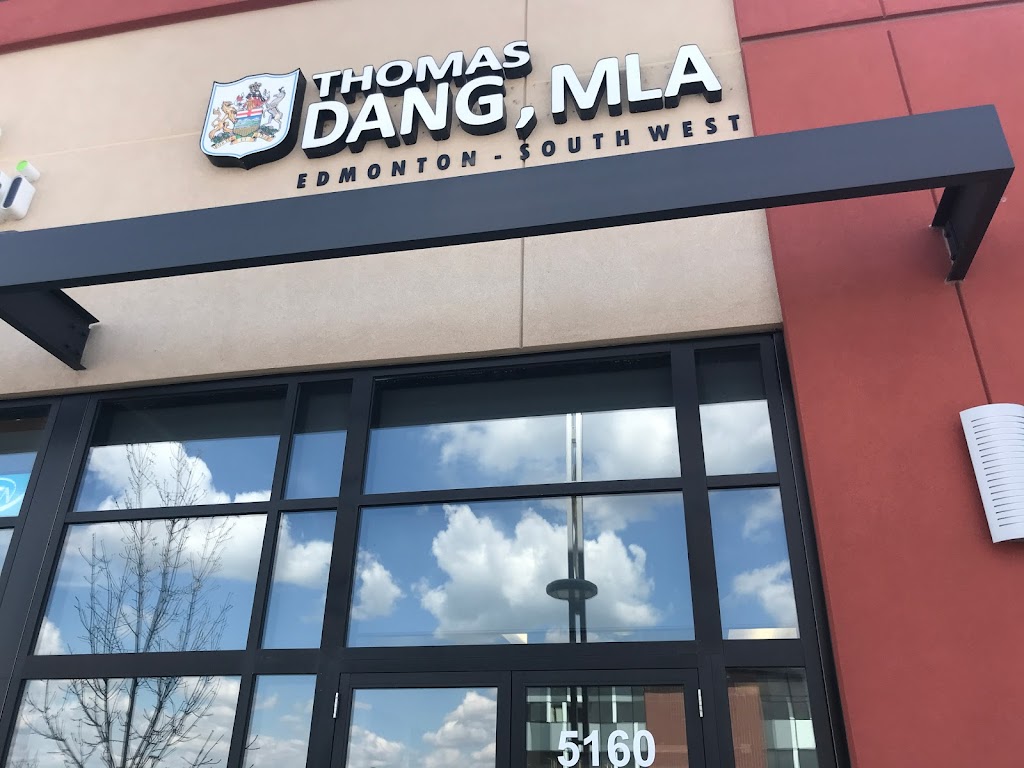 THOMAS
DANG, MLA
EDMONTON - SOUTH WEST
5160